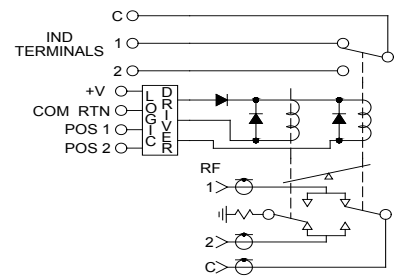 C
IND
TERMINALS
1
2
+V
COM RTN
POS 1
POS 2
LOGIC
DRIVER
RF
1
2
C